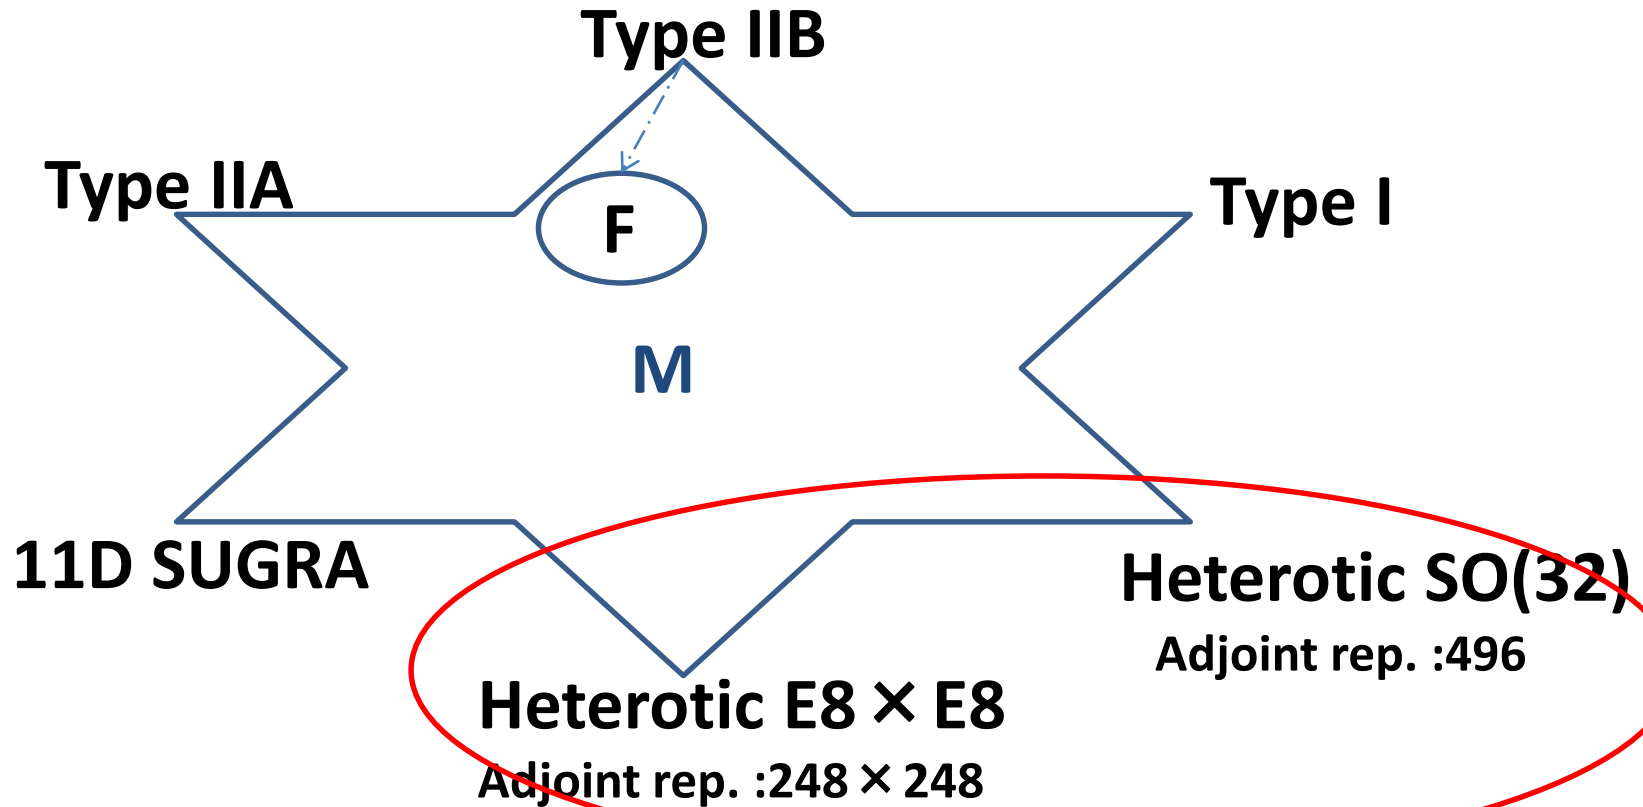 Type IIB
Type IIA
Type I
F
M
11D SUGRA
Heterotic SO(32)
Adjoint rep. :496
Heterotic E8 × E8
Adjoint rep. :248 × 248